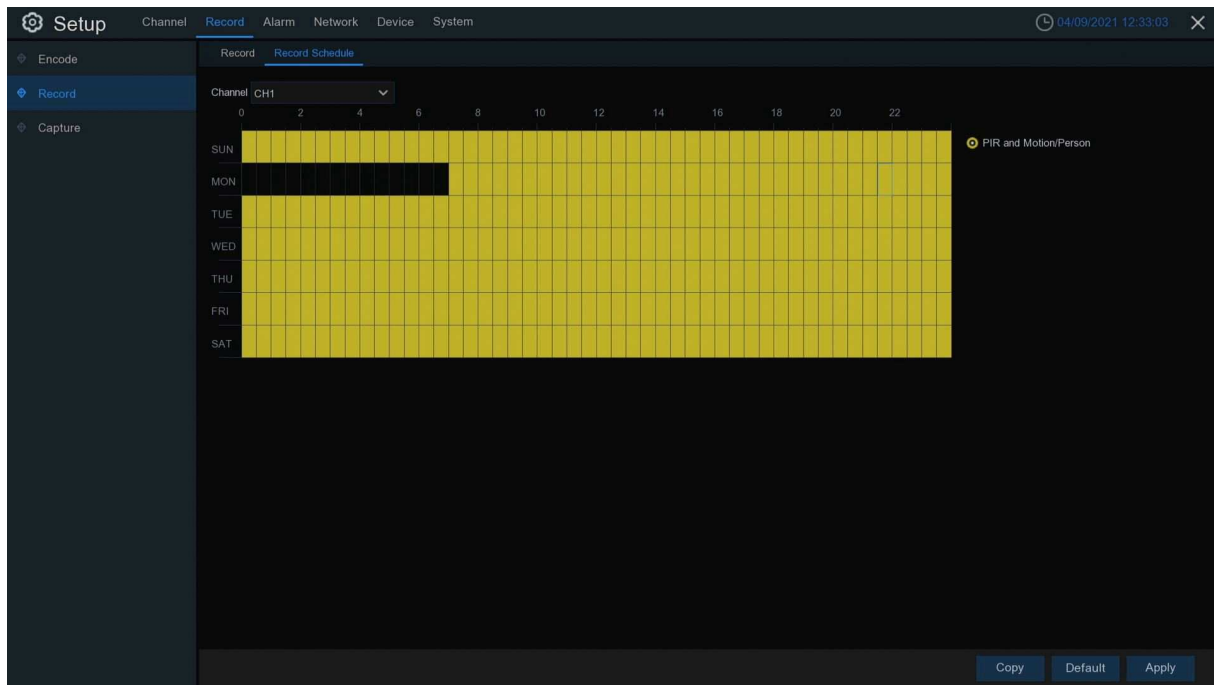 Setup Channel Record Alarm Network Device System 04/09/2021 12:33:03
Encode
Record
Capture
Record Record Schedule
Channel CH1
0 2 4 6 8 10 12 14 16 18 20 22
SUN
MON
TUE
WED
THU
FRI
SAT
PIR and Motion/Person
Copy Default Apply